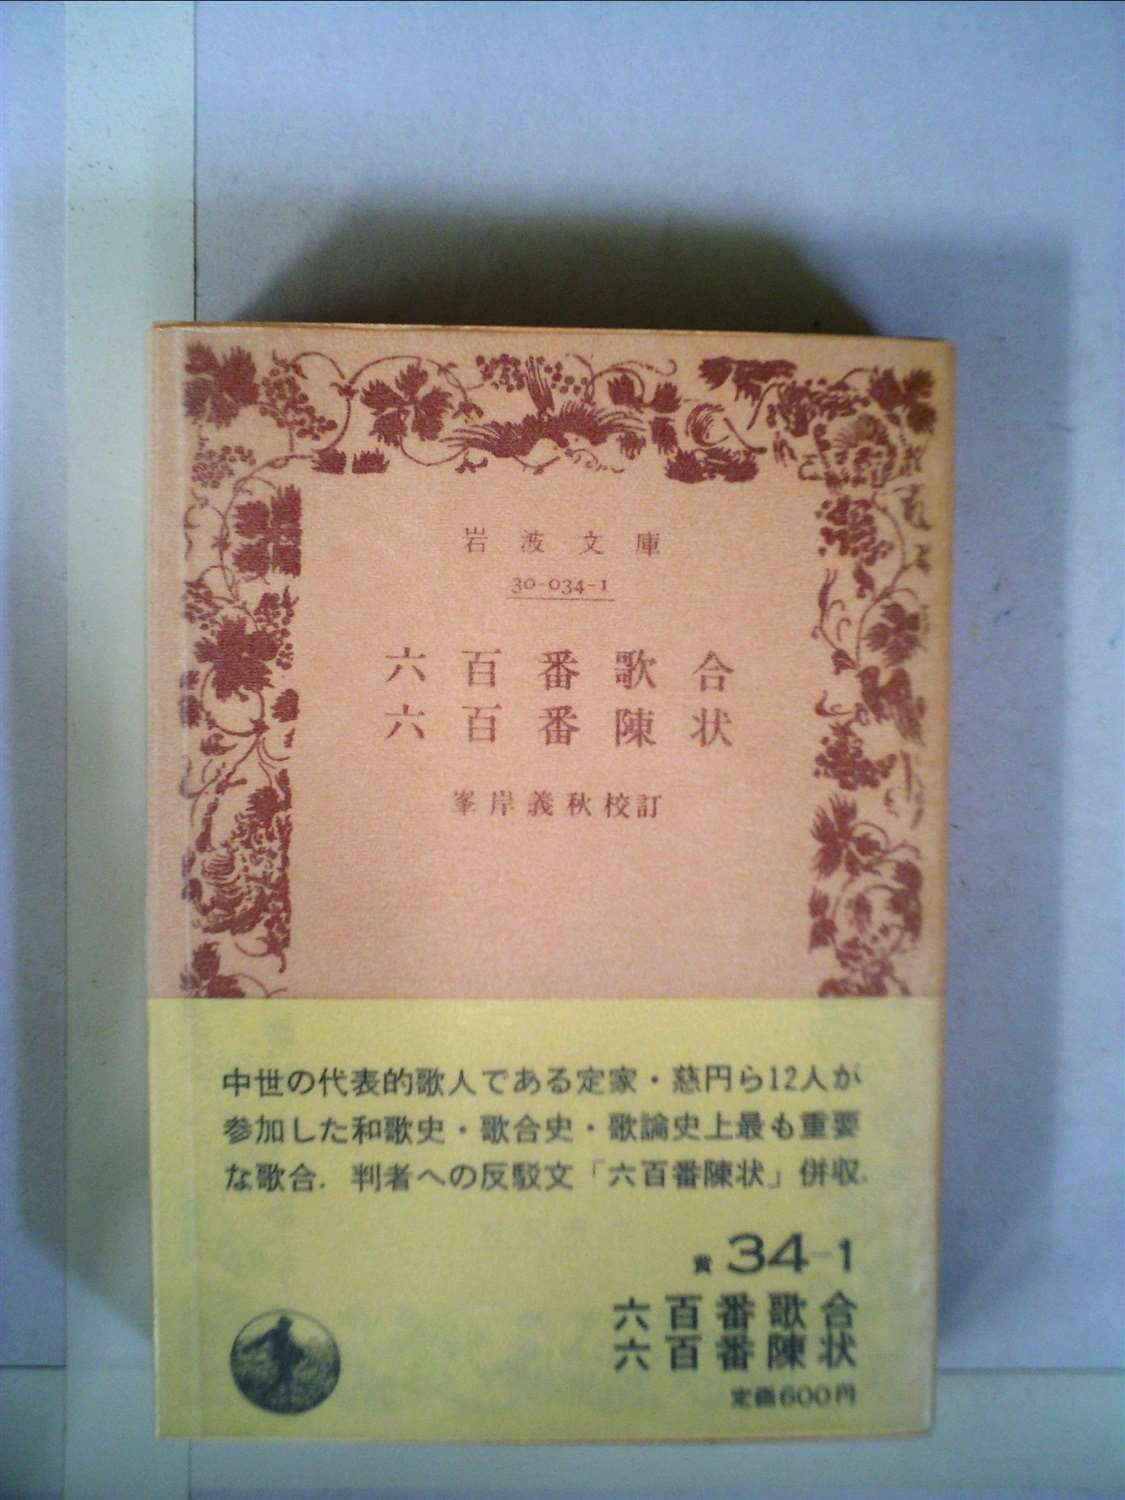 岩波文庫
30-034-1
六百番歌合
六百番陳状
峯岸義秋校訂
中世の代表的歌人である定家・慈円ら12人が
参加した和歌史・歌合史・歌論史上最も重要
な歌合．判者への反駁文「六百番陳状」併収．
黄 34-1
六百番歌合
六百番陳状
定価600円